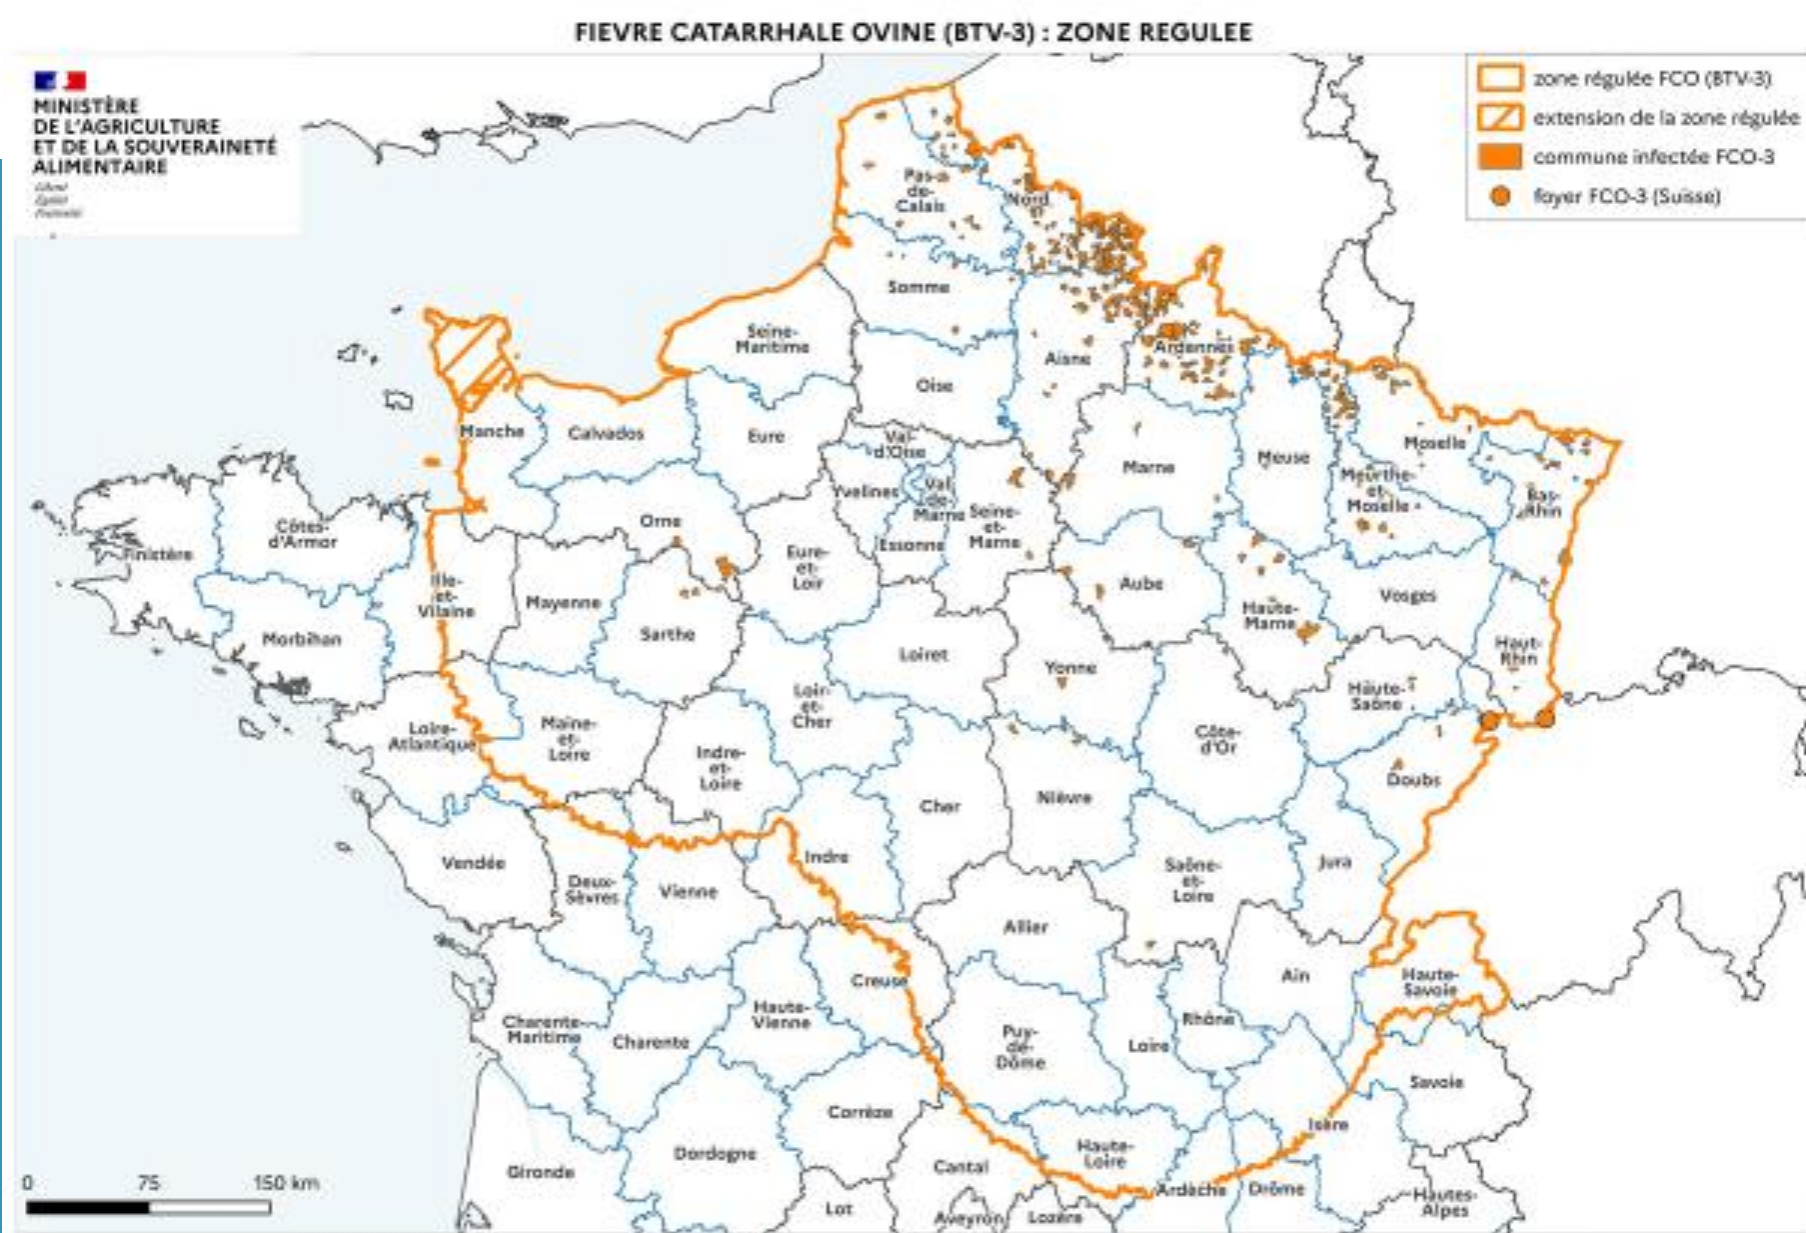 FIEVRE CATARRHALE OVINE (BTV-3) : ZONE REGULEE
MINISTÈRE
DE L'AGRICULTURE
ET DE LA SOUVERAINETÉ
ALIMENTAIRE
zone régulée FCO (BTV-3)
extension de la zone régulée
commune infectée FCO-3
foyer FCO-3 (Suisse)
Pas-
de-
Calais
Nord
Somme
Seine-
Maritime
Oise
Aisne
Ardennes
Manche
Calvados
Eure
Val-
d'Oise
Marne
Meuse
Moselle
Meurthe-
et-
Moselle
Bas-
Rhin
Yvelines
Val
de-
Marne
Seine-
et-
Marne
Essonne
Finistère
Côtes-
d'Armor
Orne
Eure-
et-
Loir
Ille-
et-
Vilaine
Mayenne
Aube
Haute-
Marne
Vosges
Morbihan
Sarthe
Loiret
Yonne
Haut-
Rhin
Loire-
Atlantique
Maine-
et-
Loire
Loir-
et-
Cher
Indre-
et-
Loire
Haute-
Saône
Côte-
d'Or
Cher
Nièvre
Doubs
Vendée
Deux-
Sèvres
Vienne
Indre
Saône-
et-
Loire
Jura
Allier
Creuse
Ain
Haute-
Savoie
Charente-
Maritime
Charente
Haute-
Vienne
Puy-
de-
Dôme
Loire
Rhône
Savoie
Corrèze
Isère
Gironde
Dordogne
Cantal
Haute-
Loire
Ardèche
Drôme
Hautes-
Alpes
Lot
Aveyron
Lozère
0 75 150 km